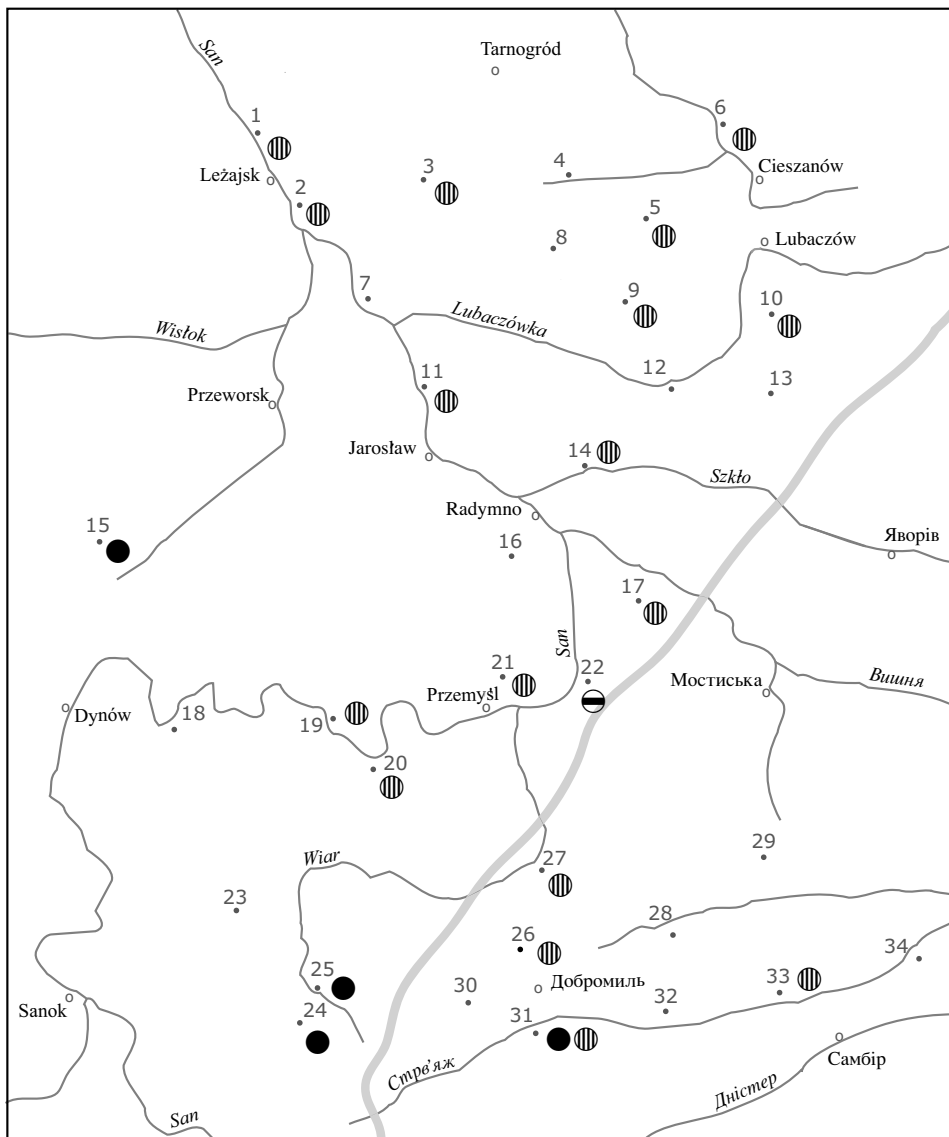 San
Tarnogród
1
6
3
4
Leżajsk
Cieszanów
2
5
8
Lubaczów
7
9
10
Wisłok
Lubaczówka
11
12
13
Przeworsk
Jarosław
14
Szkło
Radymno
15
16
Яворів
17
San
21
22
Мостиська
Вишня
Dynów
Przemyśl
18
19
20
Wiar
27
29
23
28
26
34
25
Добромиль
33
Sanok
24
30
31
32
Самбір
Стрв’яж
Дністер
San